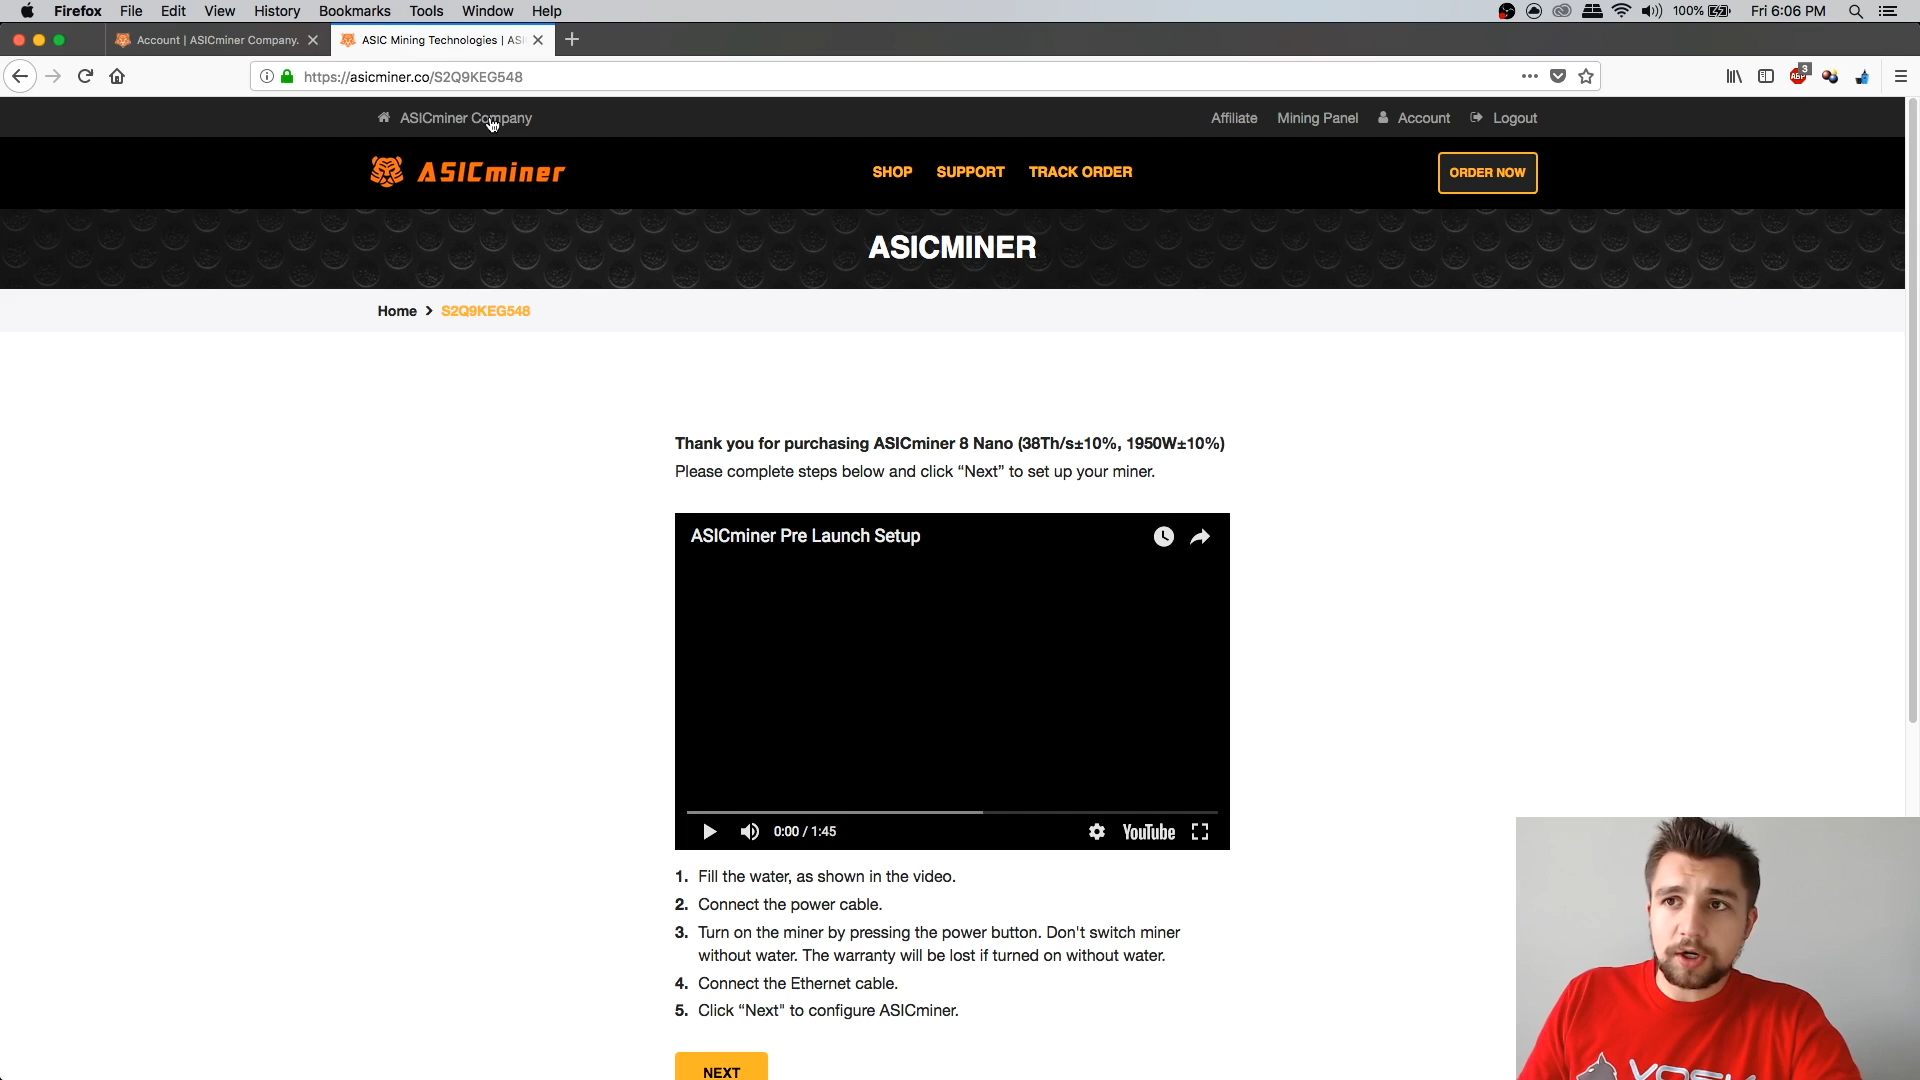 Firefox File Edit View History Bookmarks Tools Window Help 100% Fri 6:06 PM
Account | ASICminer Company. ASIC Mining Technologies | ASI
https://asicminer.co/S2Q9KEG548 ABP 3
ASICminer Company Affiliate Mining Panel Account Logout
ASICminer SHOP SUPPORT TRACK ORDER ORDER NOW
ASICMINER
Home > S2Q9KEG548
Thank you for purchasing ASICminer 8 Nano (38Th/s±10%, 1950W±10%)
Please complete steps below and click “Next” to set up your miner.
ASICminer Pre Launch Setup
0:00 / 1:45 YouTube
1. Fill the water, as shown in the video.
2. Connect the power cable.
3. Turn on the miner by pressing the power button. Don't switch miner
without water. The warranty will be lost if turned on without water.
4. Connect the Ethernet cable.
5. Click “Next" to configure ASICminer.
NEXT